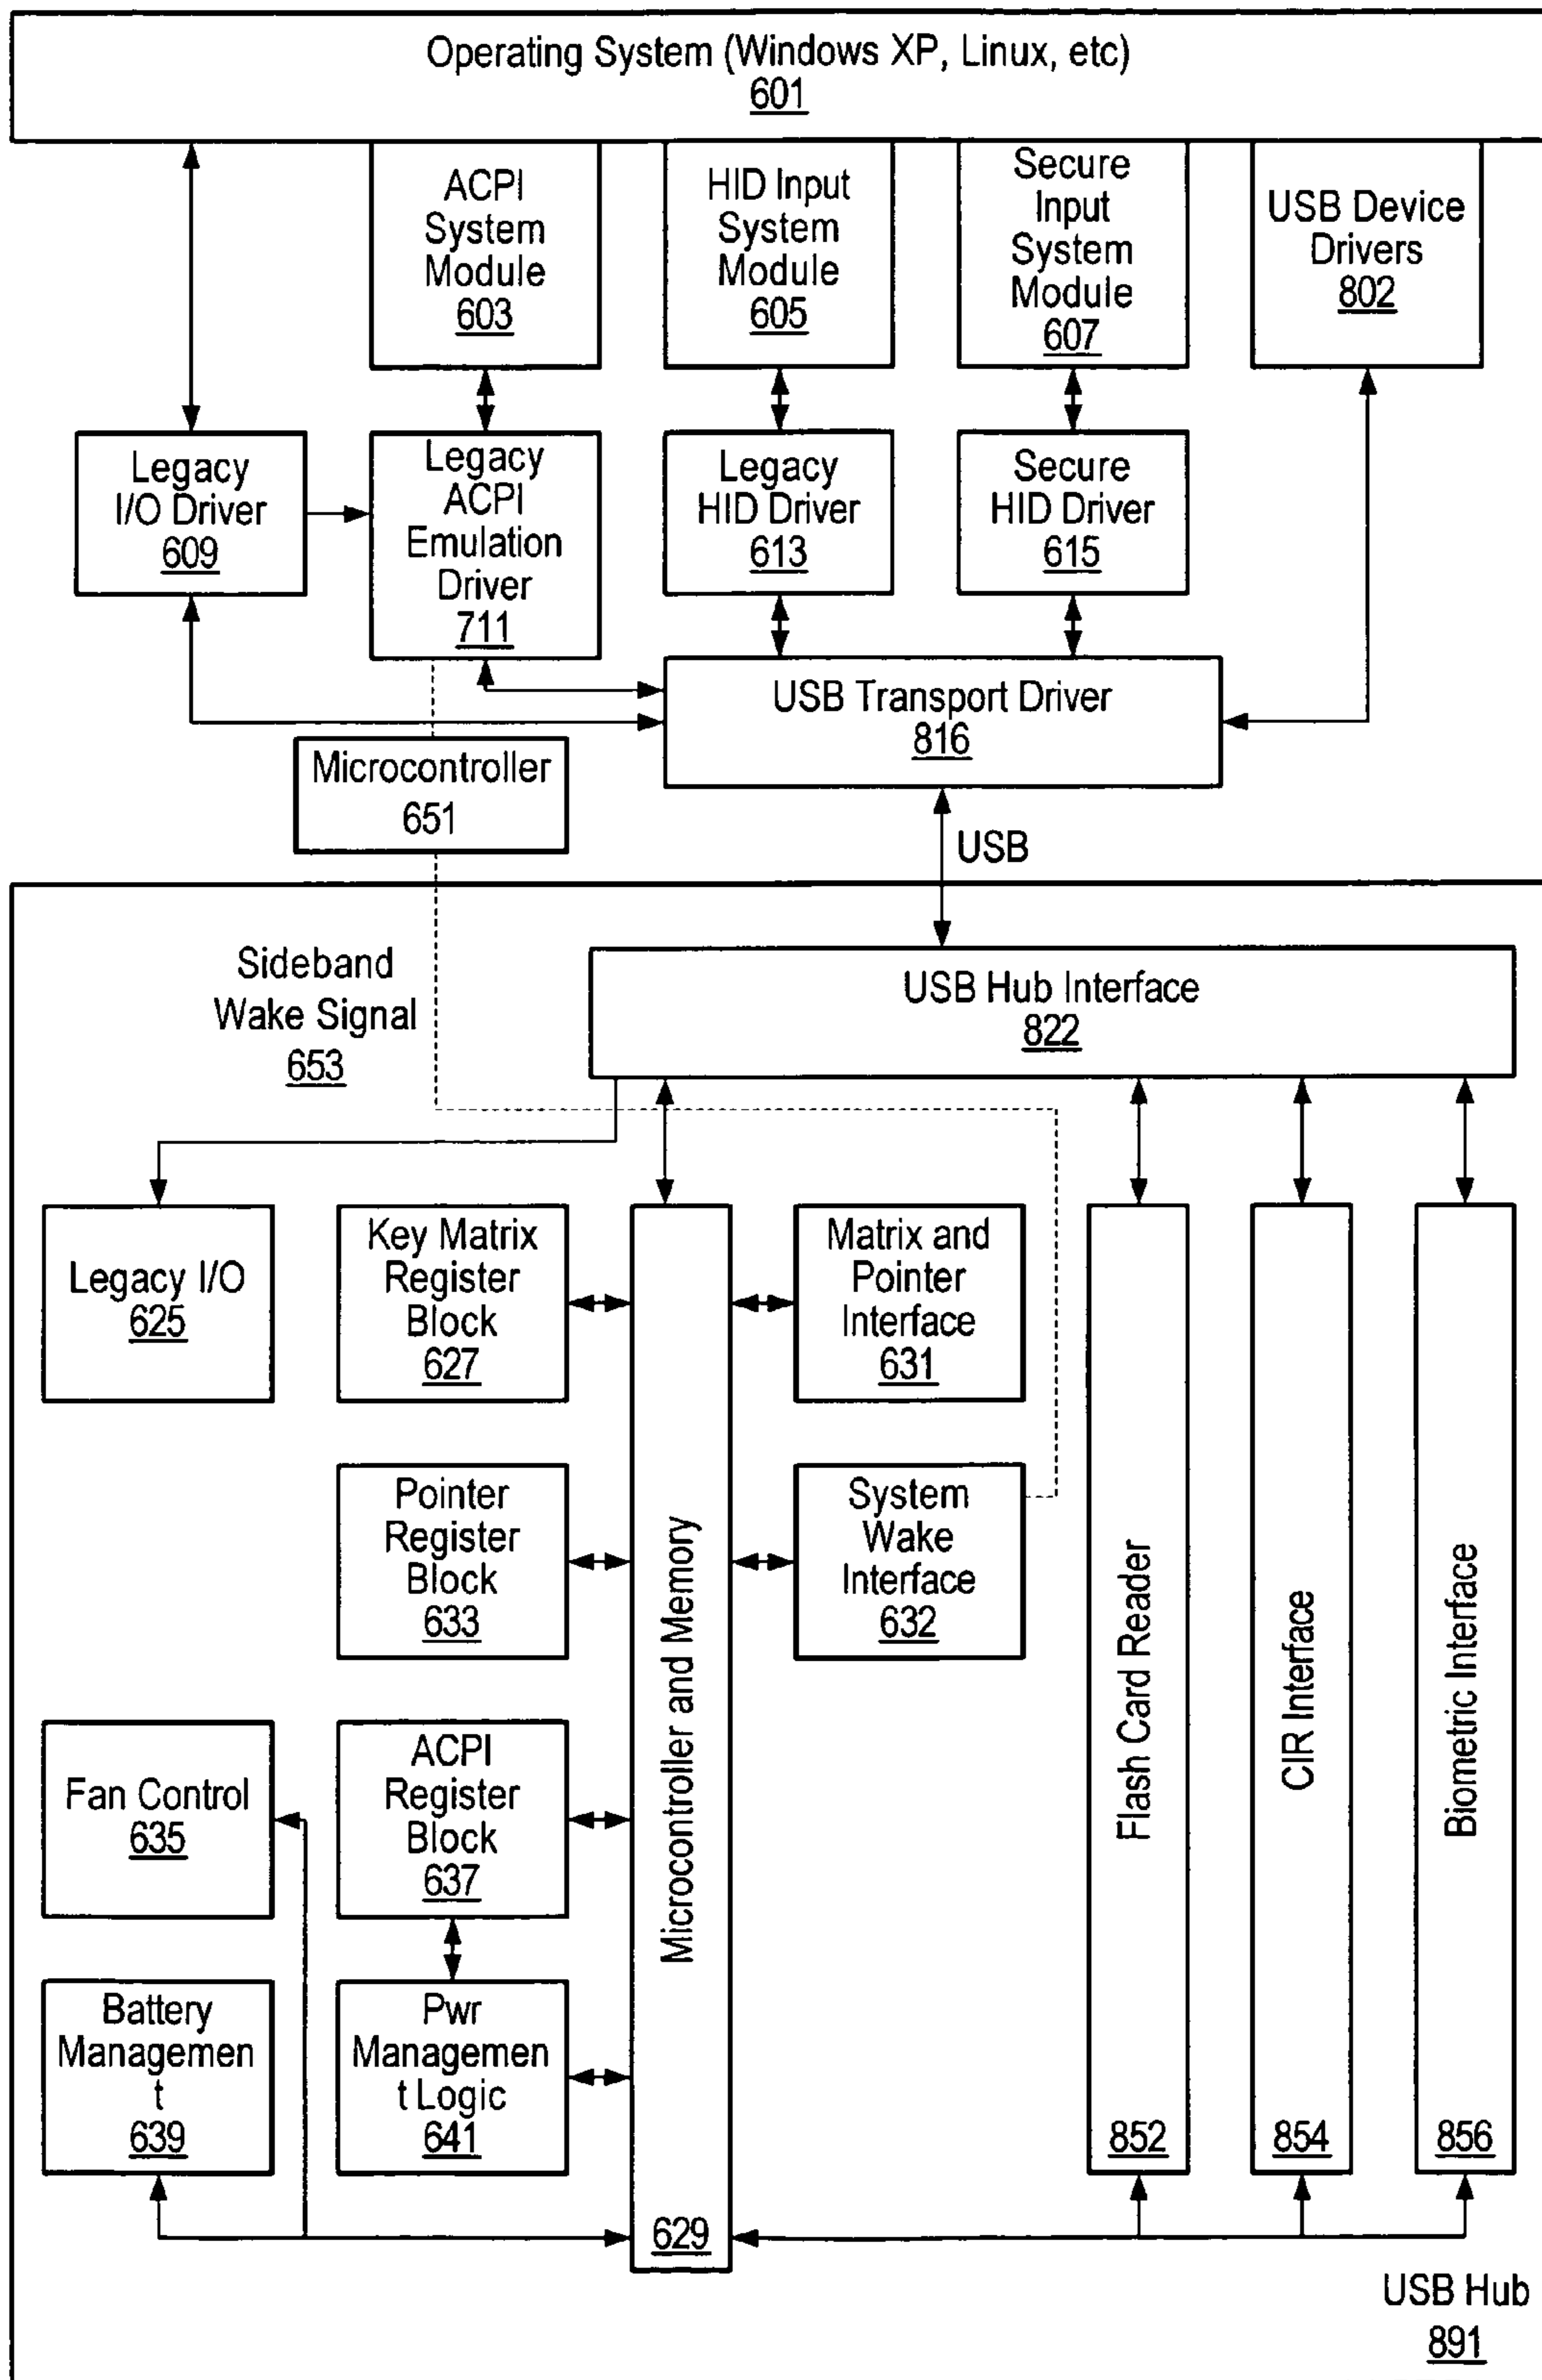 Operating System (Windows XP, Linux, etc)
601
ACPI
System
Module
603
HID Input
System
Module
605
Secure
Input
System
Module
607
USB Device
Drivers
802
Legacy
I/O Driver
609
Legacy
ACPI
Emulation
Driver
711
Legacy
HID Driver
613
Secure
HID Driver
615
USB Transport Driver
816
Microcontroller
651
USB
Sideband
Wake Signal
653
USB Hub Interface
822
Legacy I/O
625
Key Matrix
Register
Block
627
Matrix and
Pointer
Interface
631
Pointer
Register
Block
633
System
Wake
Interface
632
Fan Control
635
ACPI
Register
Block
637
Battery
Managemen
t
639
Pwr
Managemen
t Logic
641
Microcontroller and Memory
629
Flash Card Reader
852
CIR Interface
854
Biometric Interface
856
USB Hub
891